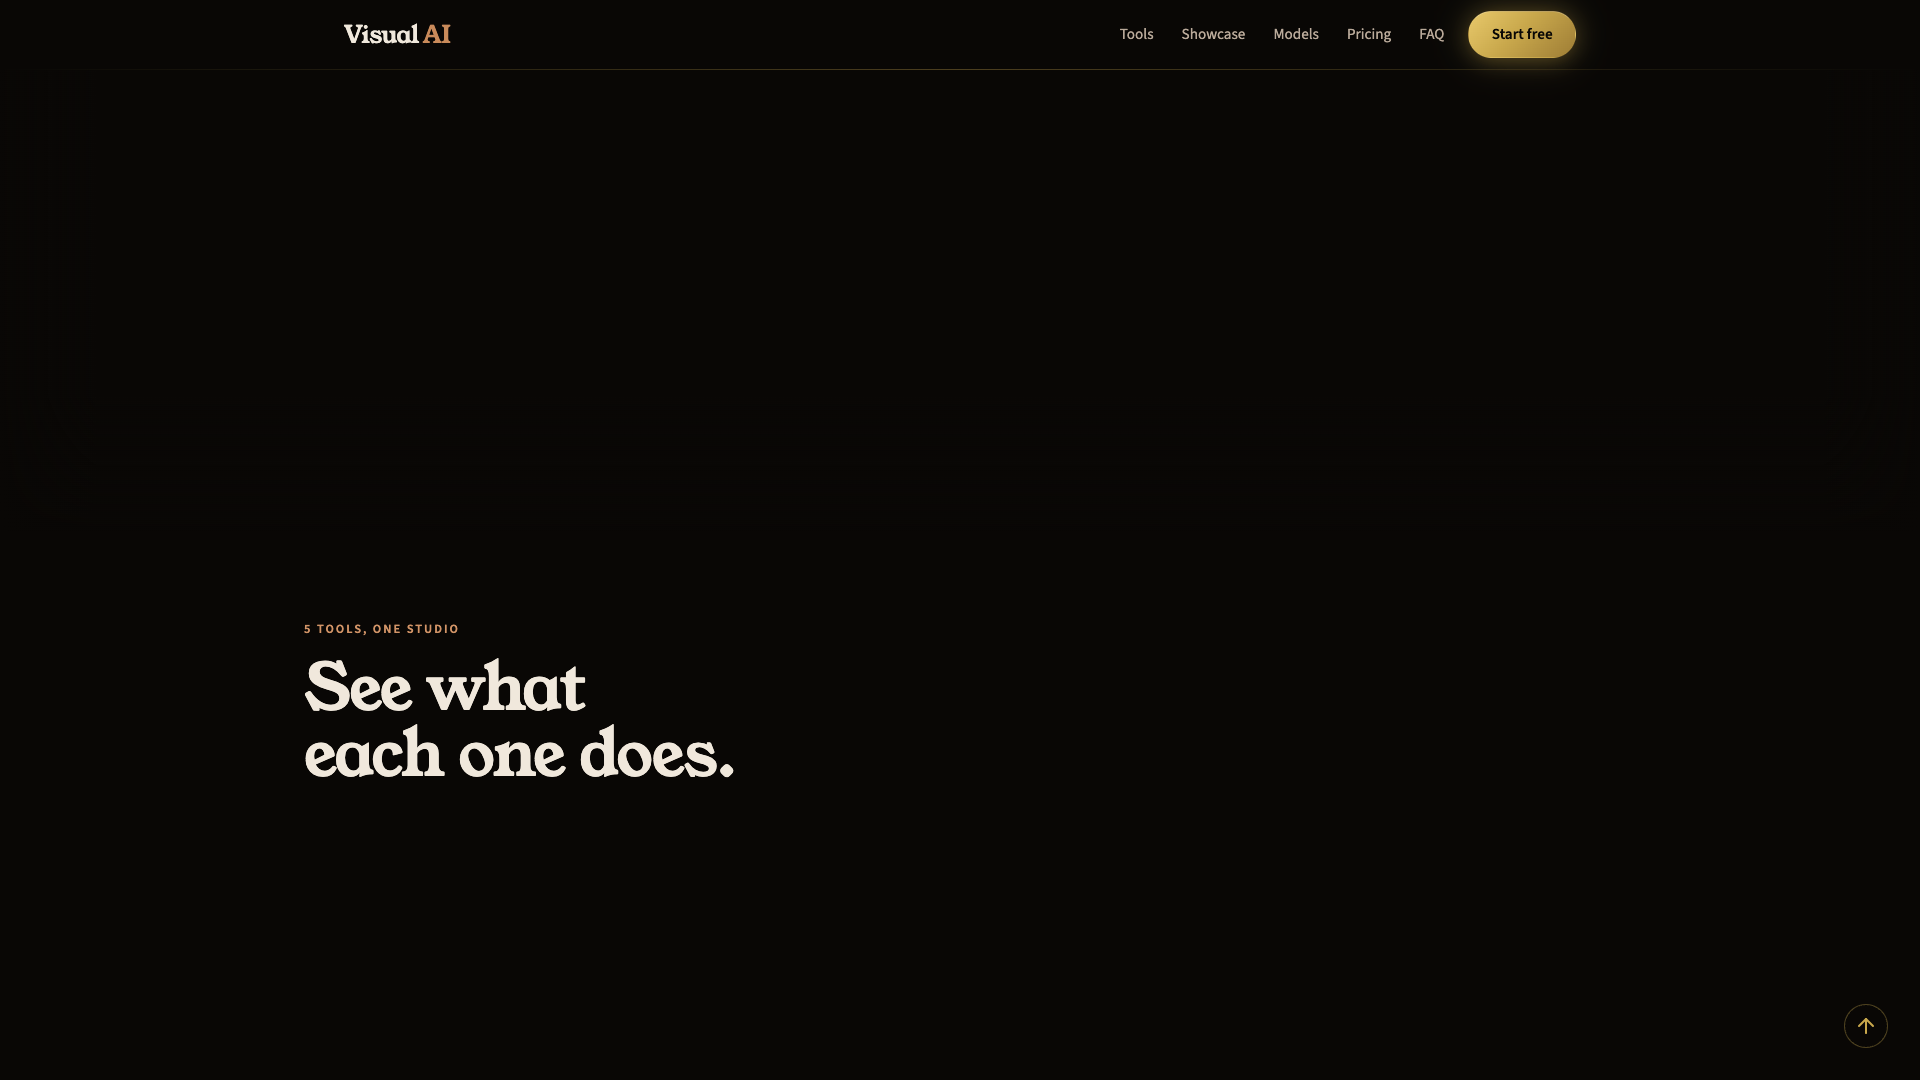 Visual AI
Tools Showcase Models Pricing FAQ Start free
5 TOOLS, ONE STUDIO
See what
each one does.